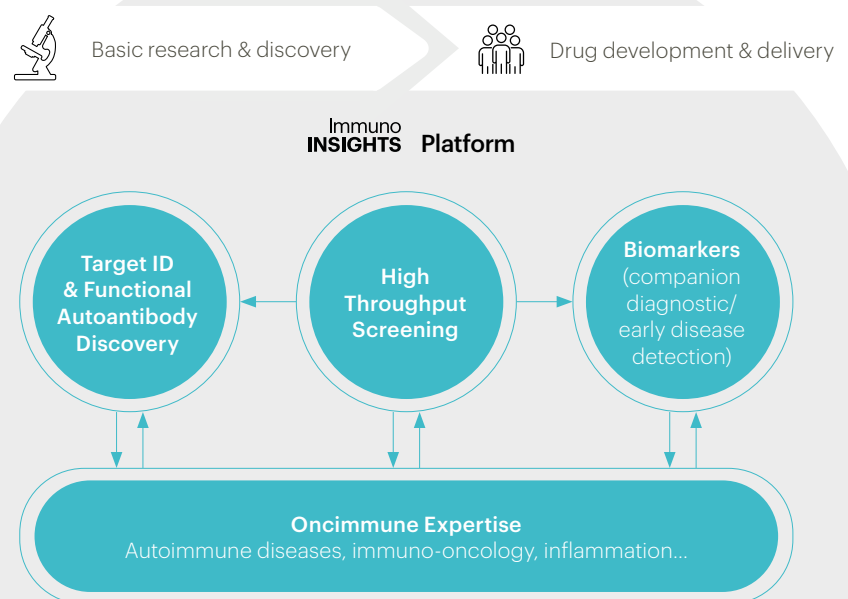 Basic research & discovery
Drug development & delivery
Immuno
INSIGHTS Platform
Target ID
& Functional
Autoantibody
Discovery
High
Throughput
Screening
Biomarkers
(companion
diagnostic/
early disease
detection)
Oncimmune Expertise
Autoimmune diseases, immuno-oncology, inflammation...